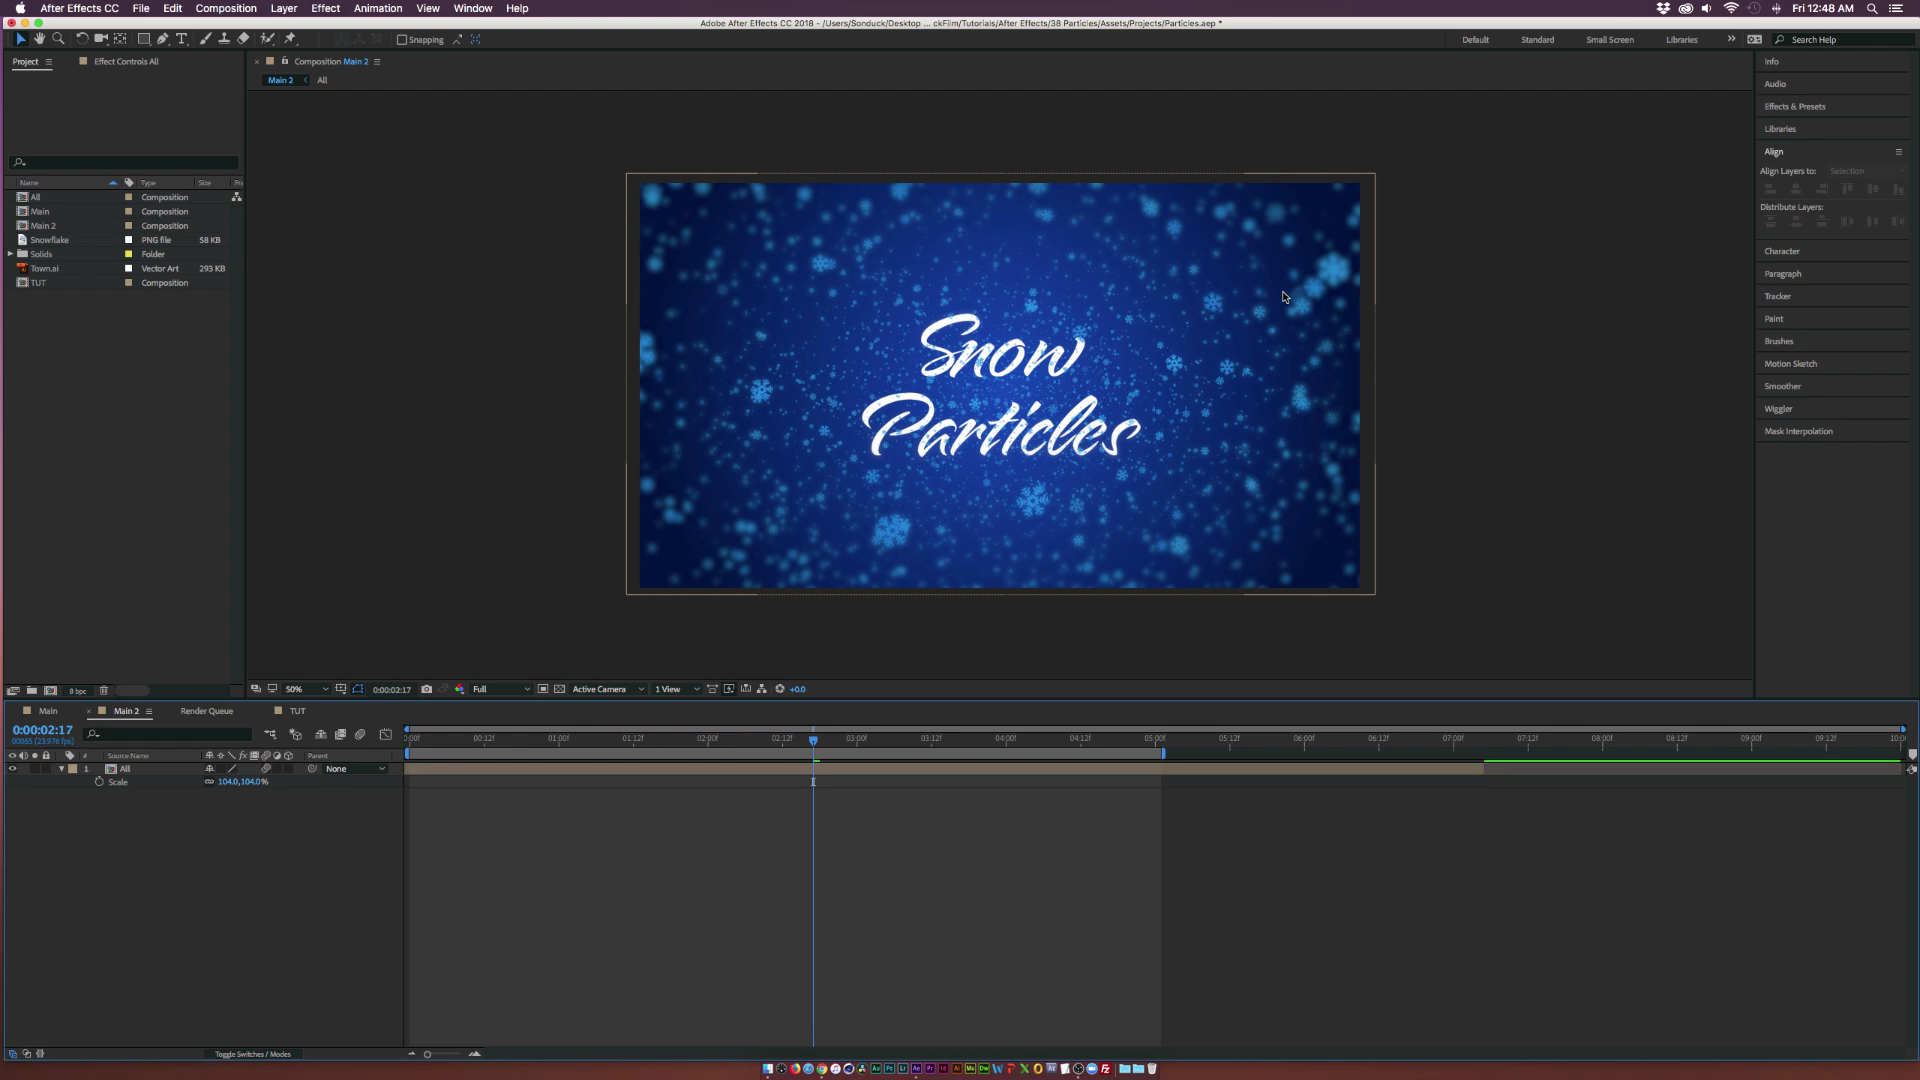 After Effects CC File Edit Composition Layer Effect Animation View Window Help Fri 12:48 AM
Adobe After Effects CC 2018 - /Users/Sonduck/Desktop ... ckFilm/Tutorials/After Effects/38 Particles/Assets/Projects/Particles.aep *
Snapping Default Standard Small Screen Libraries Search Help
Project Effect Controls All Composition Main 2 Info
Main 2 All
Audio
Effects & Presets
Libraries
Align
Align Layers to: Selection
Name Type Size Fra
All Composition
Main Composition
Distribute Layers:
Main 2 Composition
Snowflake PNG file 58 KB
Solids Folder
Town.ai Vector Art 293 KB
TUT Composition
Character
Paragraph
Tracker
Paint
Brushes
Motion Sketch
Smoother
Wiggler
Mask Interpolation
Snow
Particles
8 bpc 50% 0:00:02:17 Full Active Camera 1 View +0.0
Main Main 2 Render Queue TUT
0:00:02:17
00065 (23.976 fps)
00:12f 01:00f 01:12f 02:00f 02:12f 03:00f 03:12f 04:00f 04:12f 05:00f 05:12f 06:00f 06:12f 07:00f 07:12f 08:00f 08:12f 09:00f 09:12f
# Source Name Parent
1 All None
Scale 104.0,104.0%
Toggle Switches / Modes